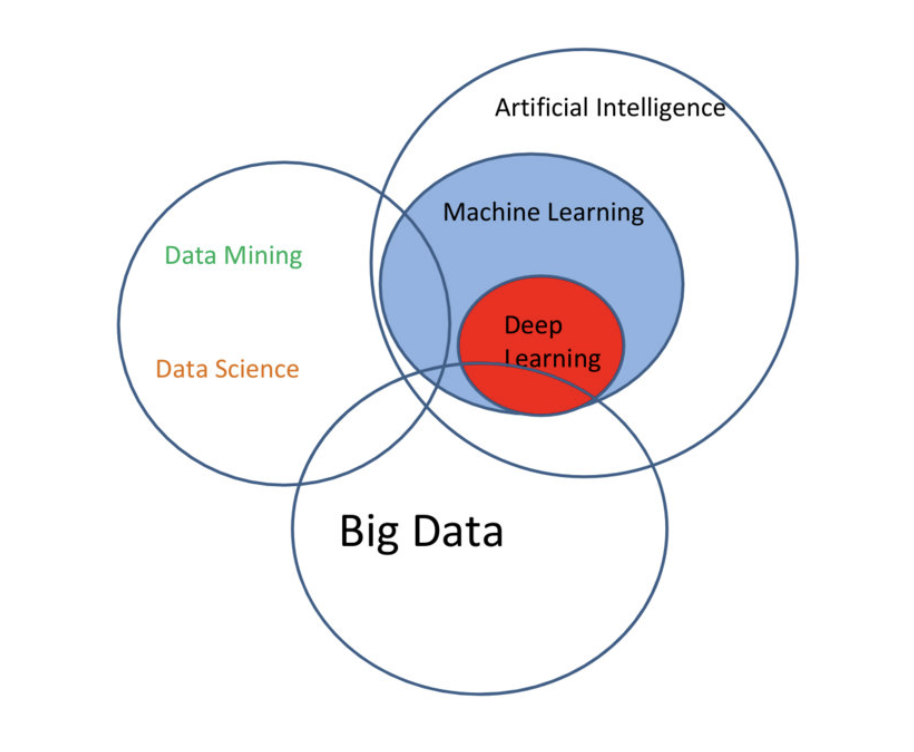 Artificial Intelligence
Machine Learning
Data Mining
Deep
Learning
Data Science
Big Data